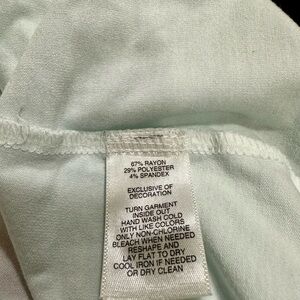 67% RAYON
29% POLYESTER
4% SPANDEX
EXCLUSIVE OF
DECORATION
TURN GARMENT
INSIDE OUT
HAND WASH COLD
WITH LIKE COLORS
ONLY NON-CHLORINE
BLEACH WHEN NEEDED
RESHAPE AND
LAY FLAT TO DRY
COOL IRON IF NEEDED
OR DRY CLEAN